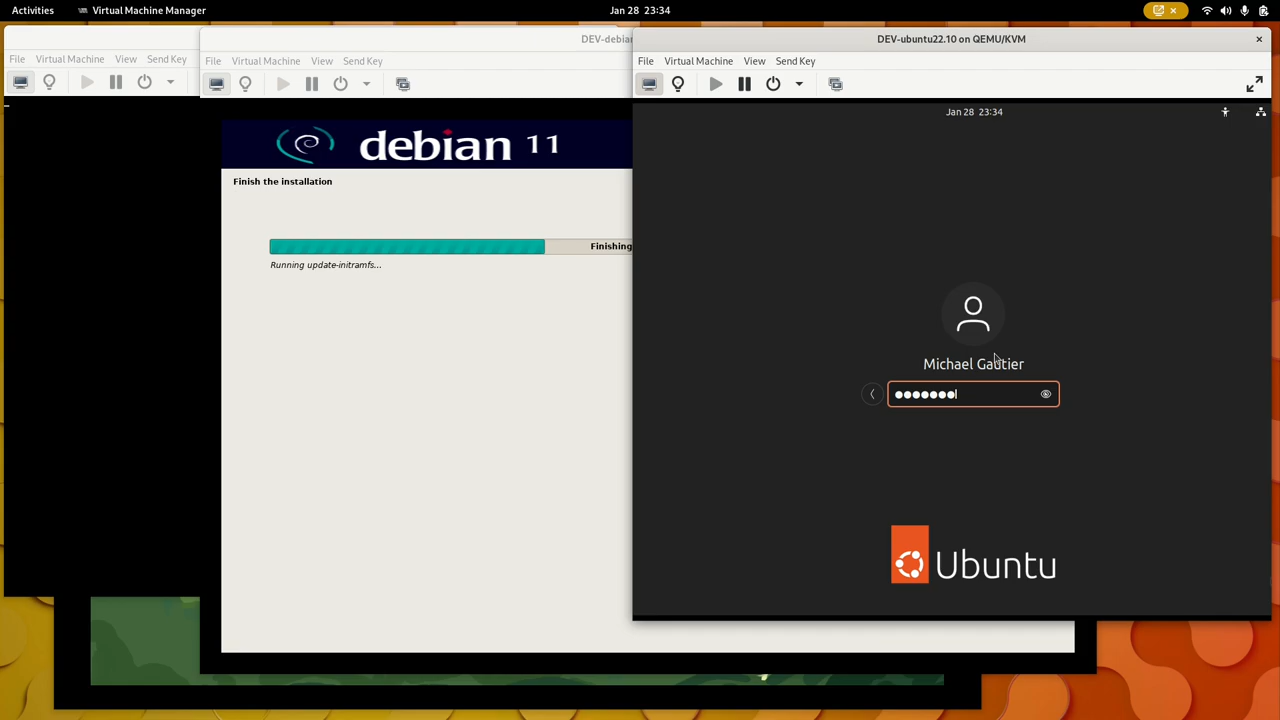 Activities
Virtual Machine Manager
Jan 28 23:34
File Virtual Machine View Send Key
DEV-debian
File Virtual Machine View Send Key
debian 11
Finish the installation
Finishing
Running update-initramfs...
DEV-ubuntu22.10 on QEMU/KVM
File Virtual Machine View Send Key
Jan 28 23:34
Michael Gautier
Ubuntu